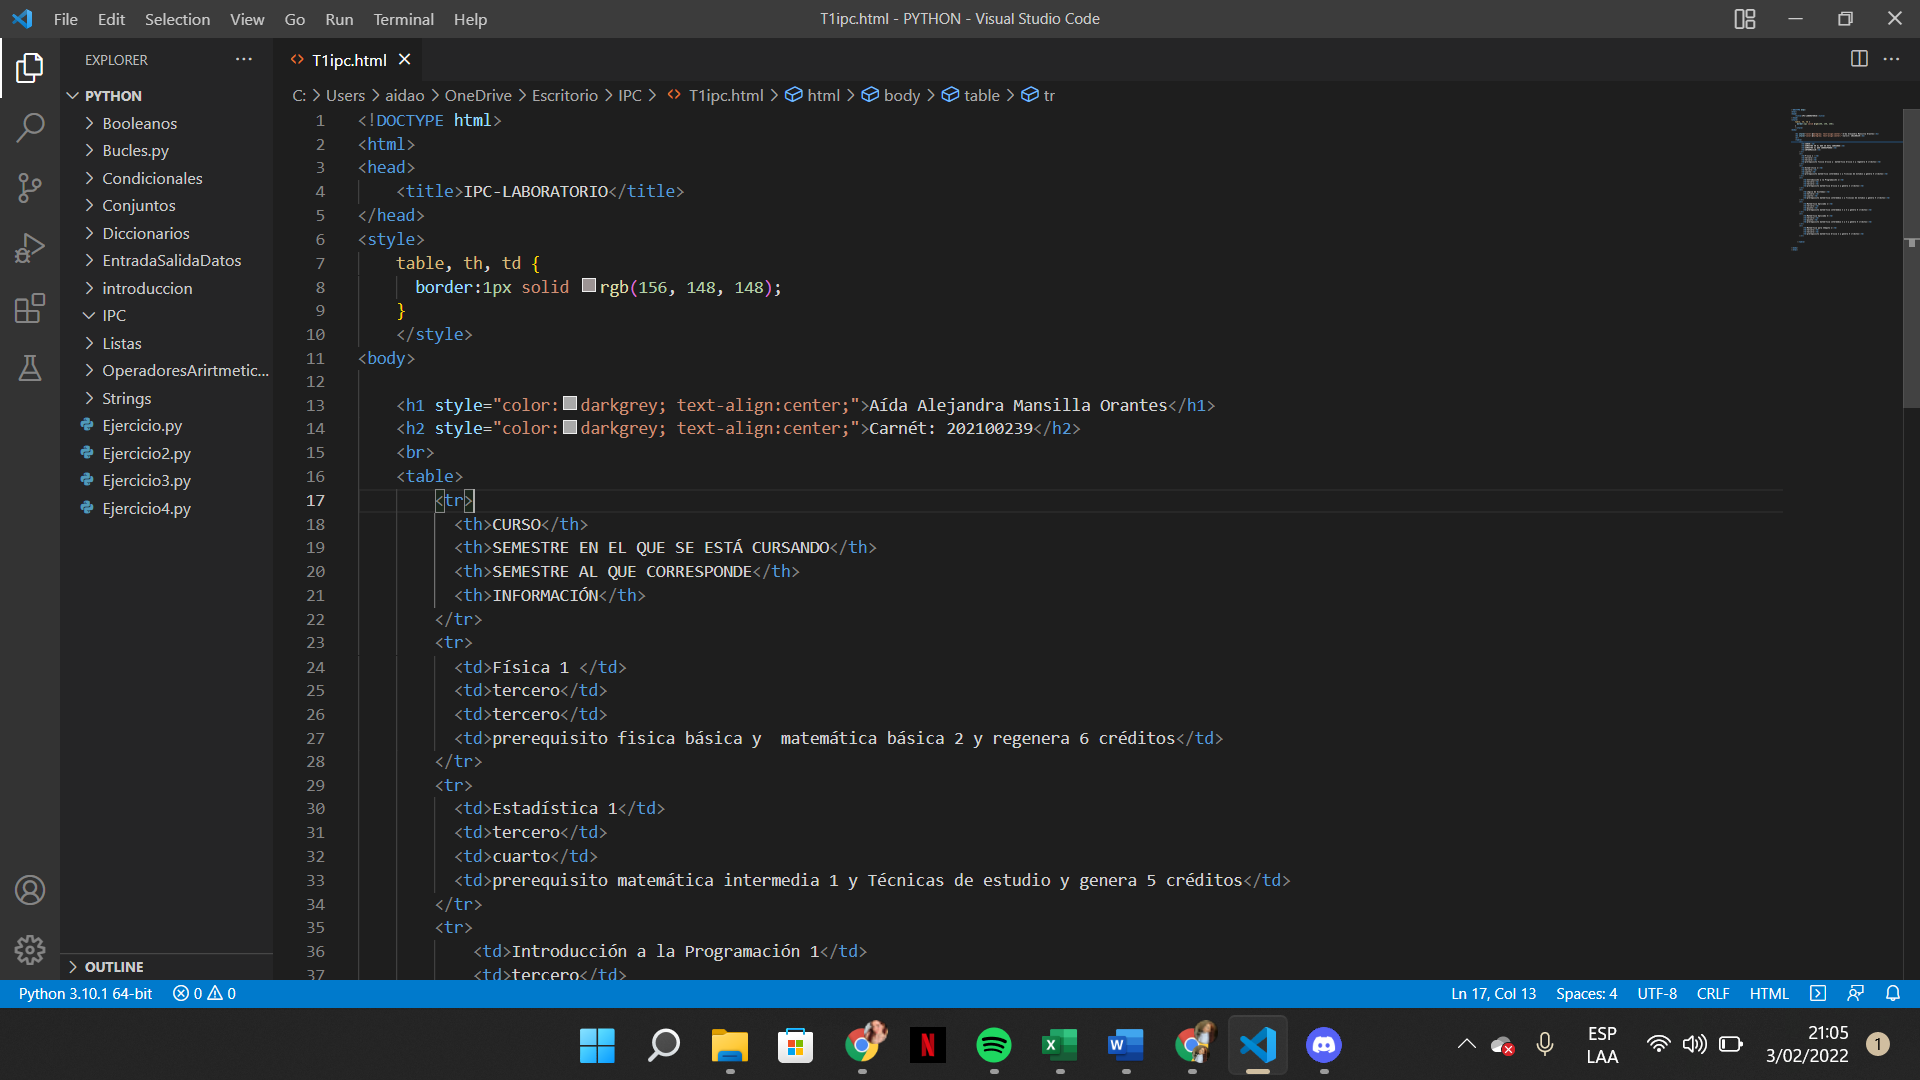 File Edit Selection View Go Run Terminal Help
T1ipc.html - PYTHON - Visual Studio Code
EXPLORER
T1ipc.html
PYTHON
Booleanos
Bucles.py
Condicionales
Conjuntos
Diccionarios
EntradaSalidaDatos
introduccion
IPC
Listas
OperadoresArirtmetic...
Strings
Ejercicio.py
Ejercicio2.py
Ejercicio3.py
Ejercicio4.py
OUTLINE
C: > Users > aidao > OneDrive > Escritorio > IPC > T1ipc.html > html > body > table > tr
1 <!DOCTYPE html>
2 <html>
3 <head>
4 <title>IPC-LABORATORIO</title>
5 </head>
6 <style>
7 table, th, td {
8 border:1px solid rgb(156, 148, 148);
9 }
10 </style>
11 <body>
12
13 <h1 style="color:darkgrey; text-align:center;">Aída Alejandra Mansilla Orantes</h1>
14 <h2 style="color:darkgrey; text-align:center;">Carnét: 202100239</h2>
15 <br>
16 <table>
17 <tr>
18 <th>CURSO</th>
19 <th>SEMESTRE EN EL QUE SE ESTÁ CURSANDO</th>
20 <th>SEMESTRE AL QUE CORRESPONDE</th>
21 <th>INFORMACIÓN</th>
22 </tr>
23 <tr>
24 <td>Física 1 </td>
25 <td>tercero</td>
26 <td>tercero</td>
27 <td>prerequisito fisica básica y  matemática básica 2 y regenera 6 créditos</td>
28 </tr>
29 <tr>
30 <td>Estadística 1</td>
31 <td>tercero</td>
32 <td>cuarto</td>
33 <td>prerequisito matemática intermedia 1 y Técnicas de estudio y genera 5 créditos</td>
34 </tr>
35 <tr>
36 <td>Introducción a la Programación 1</td>
37 <td>tercero</td>
Python 3.10.1 64-bit 0 0 Ln 17, Col 13 Spaces: 4 UTF-8 CRLF HTML
ESP
LAA
21:05
3/02/2022
1